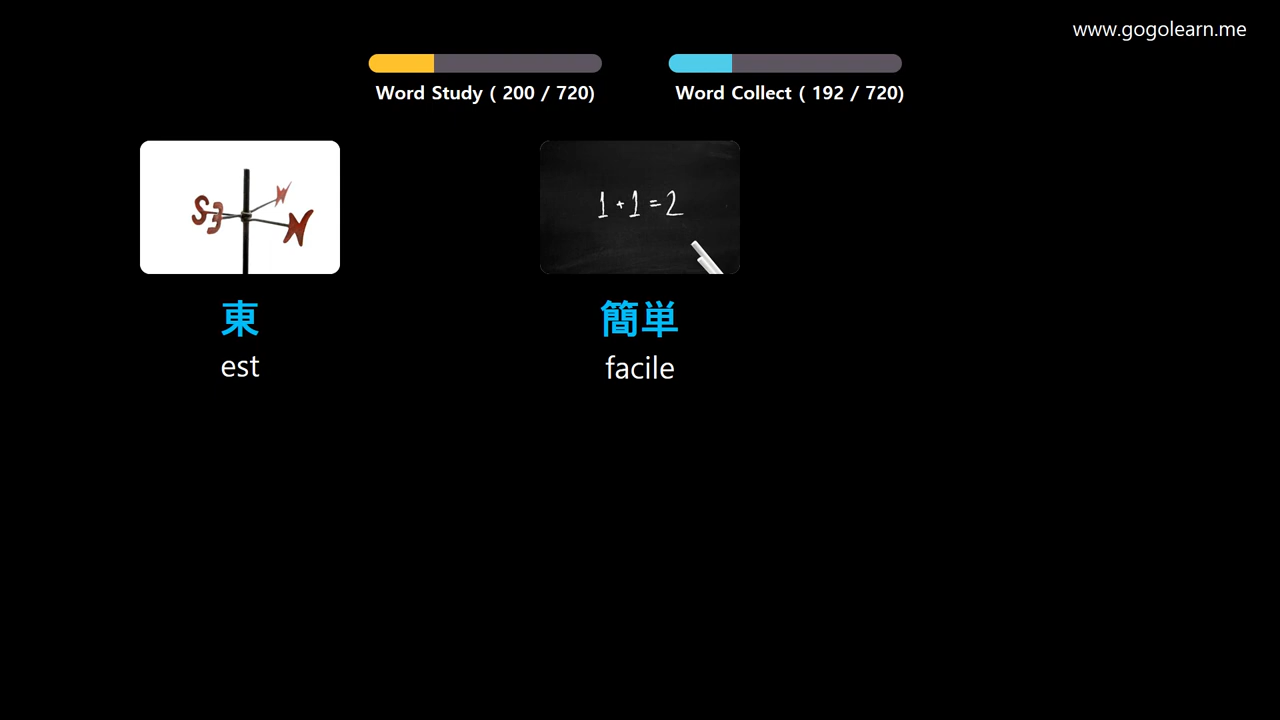 www.gogolearn.me
Word Study ( 200 / 720)
Word Collect ( 192 / 720)
1 + 1 = 2
東
簡単
est
facile